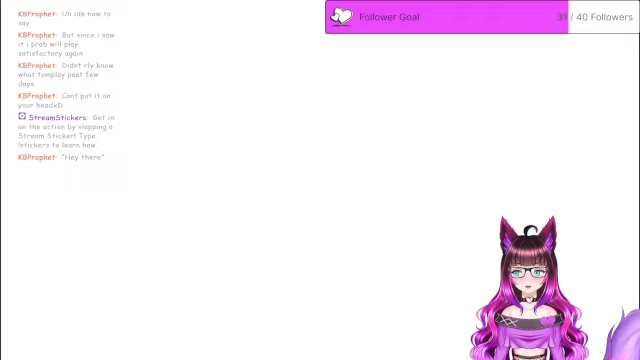 KBProphet: Uh idk how to
say
KBProphet: But since i saw
it i prob will play
satisfactory again
KBProphet: Didnt rly know
what tomplay past few
days
KBProphet: Cant put it on
your headxD
StreamStickers: Get in
on the action by slapping a
Stream Sticker! Type
!stickers to learn how.
KBProphet: "Hey there"
Follower Goal
31 / 40 Followers